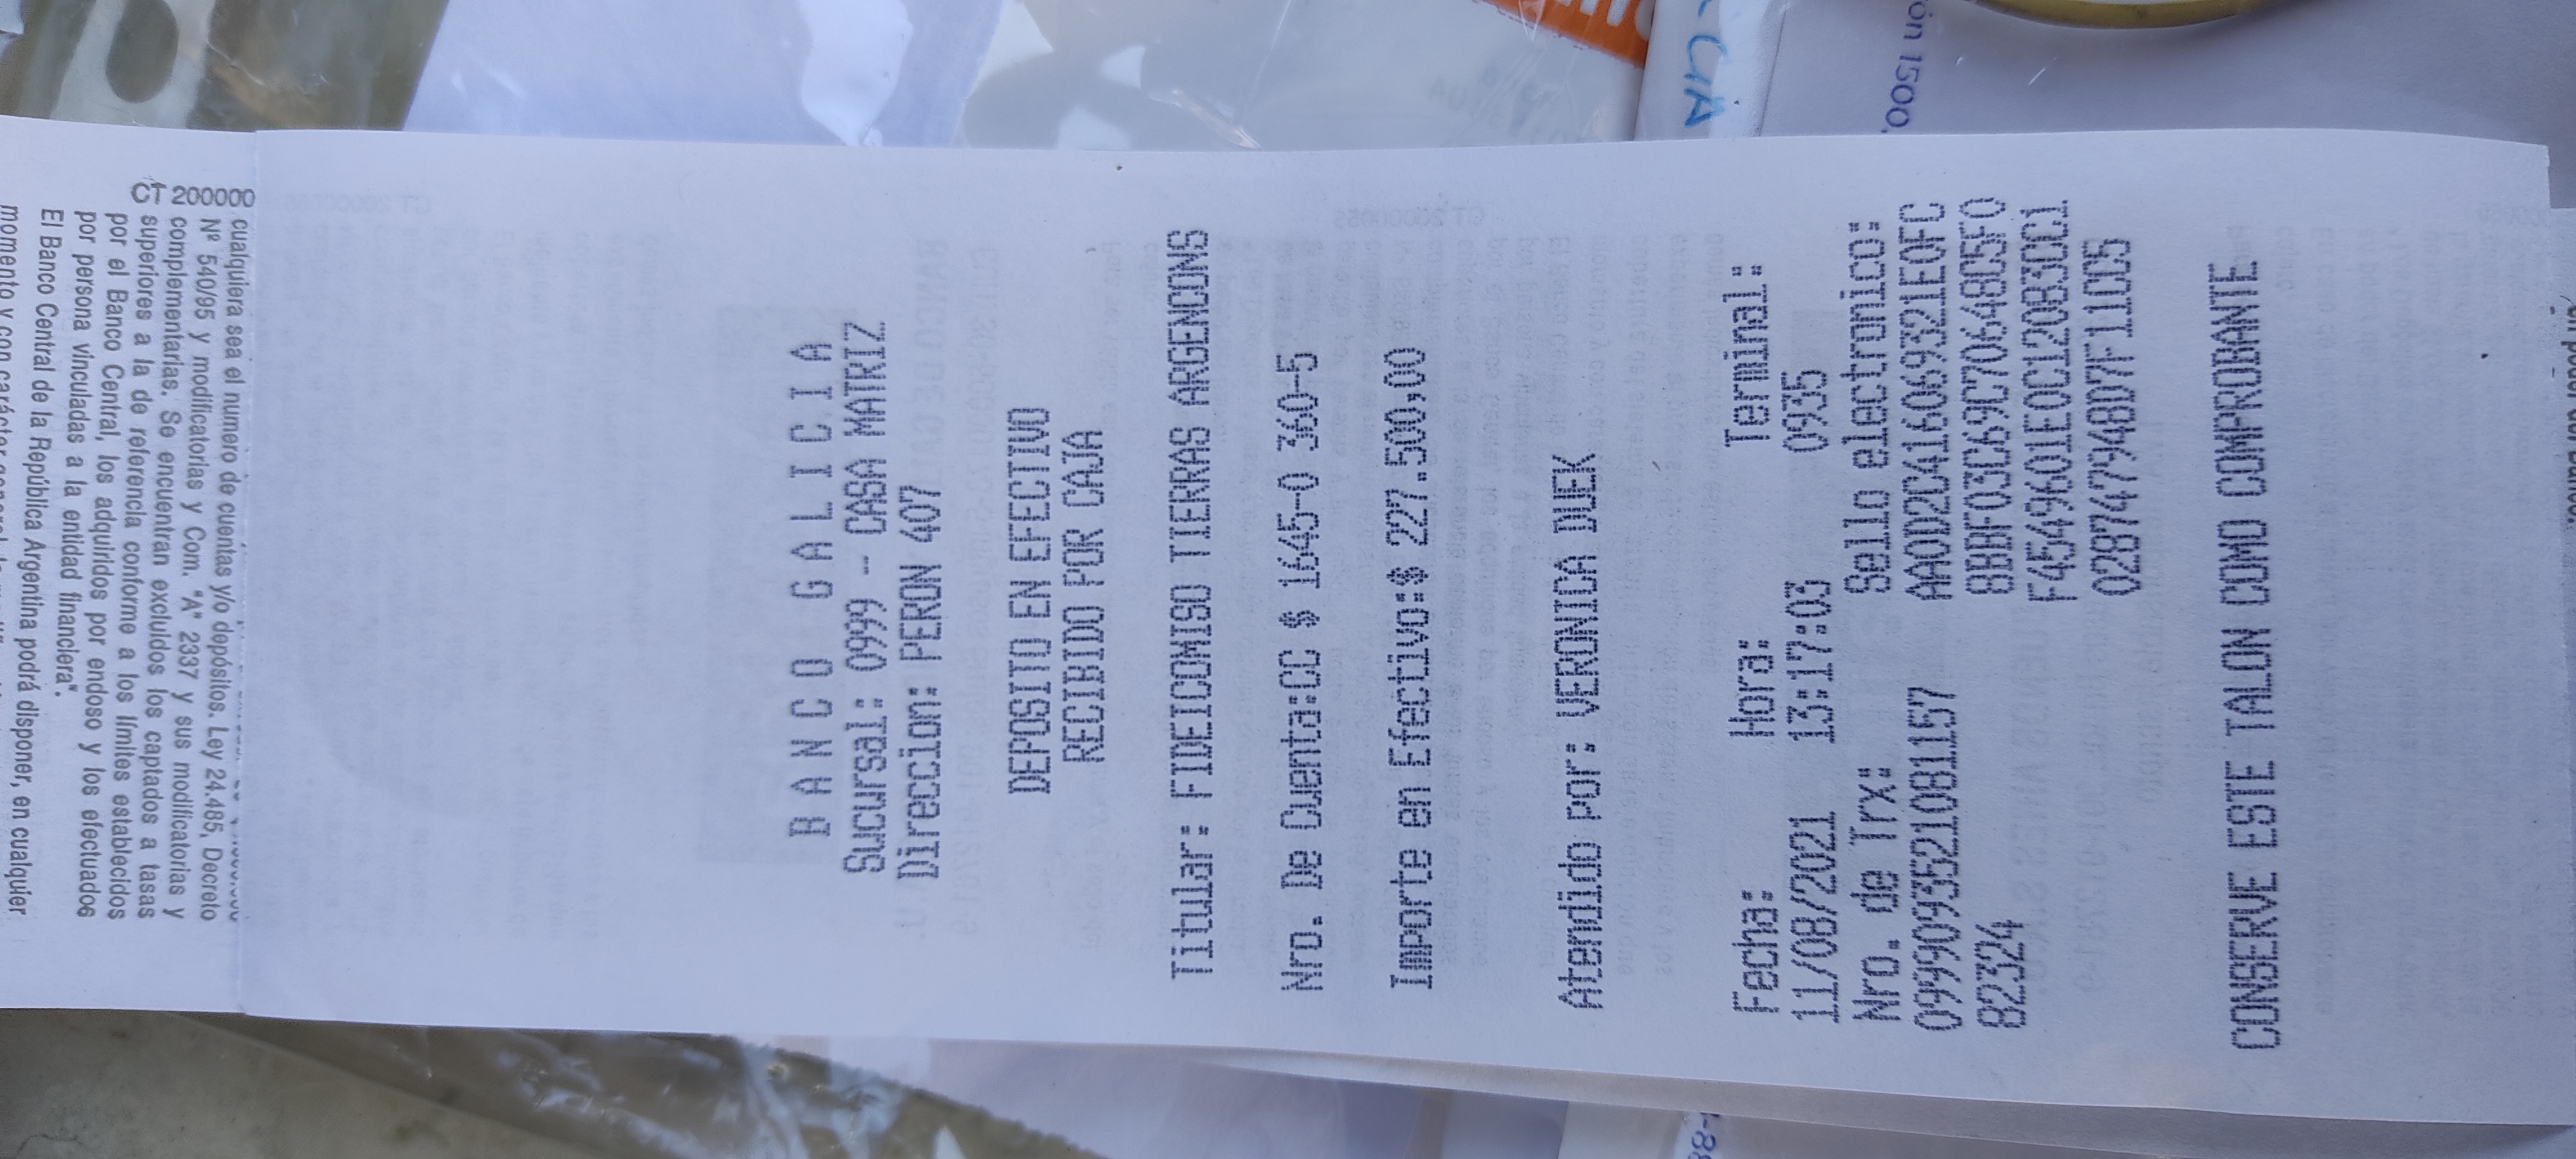 B A N C O  G A L I C I A
Sucursal: 0999 - CASA MATRIZ
Direccion: PERON 407
DEPOSITO EN EFECTIVO
RECIBIDO POR CAJA
Titular: FIDEICOMISO TIERRAS ARGENCONS
Nro. De Cuenta:CC $ 1645-0 360-5
Importe en Efectivo:$ 227.500,00
Atendido por: VERONICA DUEK
Fecha: Hora: Terminal:
11/08/2021 13:17:03 0935
Nro. de Trx: Sello electronico:
09990935210811157
82324
CONSERVE ESTE TALON COMO COMPROBANTE
CT 200000
cualquiera sea el numero de cuentas y/o depósitos. Ley 24.485, Decreto
Nº 540/95 y modificatorias y Com. "A" 2337 y sus modificatorias y
complementarias. Se encuentran excluidos los captados a tasas
superiores a la de referencia conforme a los límites establecidos
por el Banco Central, los adquiridos por endoso y los efectuados
por persona vinculadas a la entidad financiera".
El Banco Central de la República Argentina podrá disponer, en cualquier
momento y con carácter general
ón 1500,